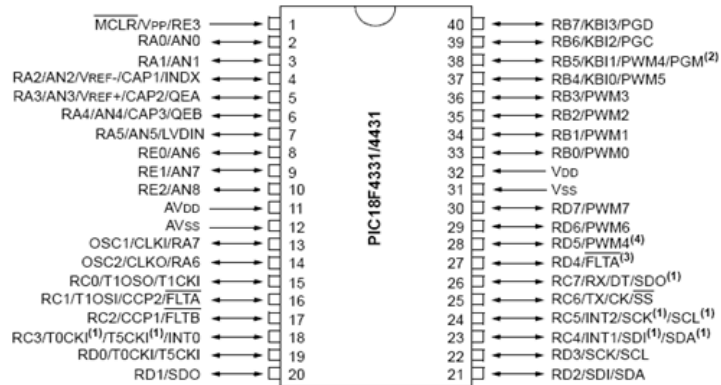 MCLR/VPP/RE3 1
RA0/AN0 2
RA1/AN1 3
RA2/AN2/VREF-/CAP1/INDX 4
RA3/AN3/VREF+/CAP2/QEA 5
RA4/AN4/CAP3/QEB 6
RA5/AN5/LVDIN 7
RE0/AN6 8
RE1/AN7 9
RE2/AN8 10
AVDD 11
AVSS 12
OSC1/CLKI/RA7 13
OSC2/CLKO/RA6 14
RC0/T1OSO/T1CKI 15
RC1/T1OSI/CCP2/FLTA 16
RC2/CCP1/FLTB 17
RC3/T0CKI(1)/T5CKI(1)/INT0 18
RD0/T0CKI/T5CKI 19
RD1/SDO 20
PIC18F4331/4431
40 RB7/KBI3/PGD
39 RB6/KBI2/PGC
38 RB5/KBI1/PWM4/PGM(2)
37 RB4/KBI0/PWM5
36 RB3/PWM3
35 RB2/PWM2
34 RB1/PWM1
33 RB0/PWM0
32 VDD
31 VSS
30 RD7/PWM7
29 RD6/PWM6
28 RD5/PWM4(4)
27 RD4/FLTA(3)
26 RC7/RX/DT/SDO(1)
25 RC6/TX/CK/SS
24 RC5/INT2/SCK(1)/SCL(1)
23 RC4/INT1/SDI(1)/SDA(1)
22 RD3/SCK/SCL
21 RD2/SDI/SDA